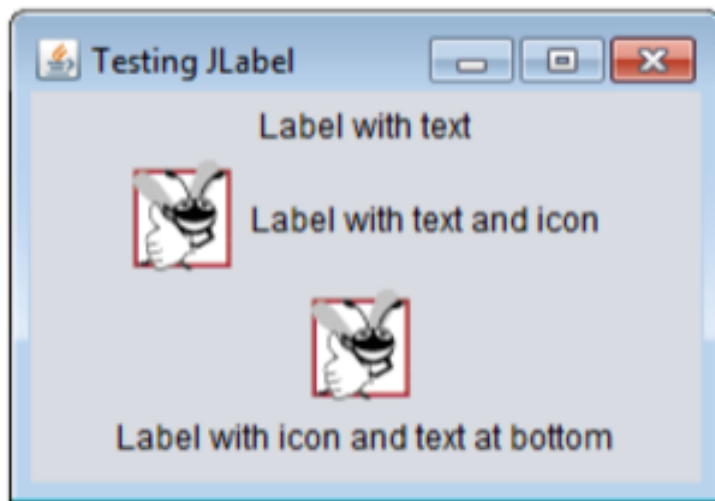 Testing JLabel
Label with text
Label with text and icon
Label with icon and text at bottom